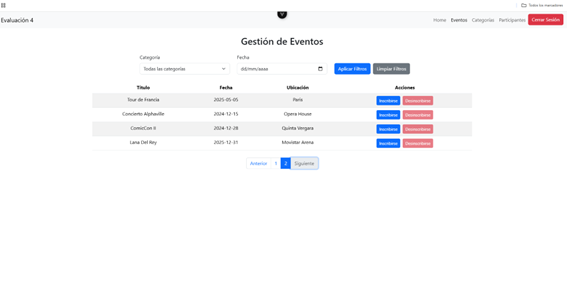 Todos los marcadores
Evaluación 4
Home Eventos Categorías Participantes Cerrar Sesión
Gestión de Eventos
Categoría Fecha
Todas las categorías dd/mm/aaaa Aplicar Filtros Limpiar Filtros
Título Fecha Ubicación Acciones
Tour de Francia 2025-05-05 París Inscribirse Desinscribirse
Concierto Alphaville 2024-12-15 Opera House Inscribirse Desinscribirse
ComicCon II 2024-12-28 Quinta Vergara Inscribirse Desinscribirse
Lana Del Rey 2025-12-31 Movistar Arena Inscribirse Desinscribirse
Anterior 1 2 Siguiente